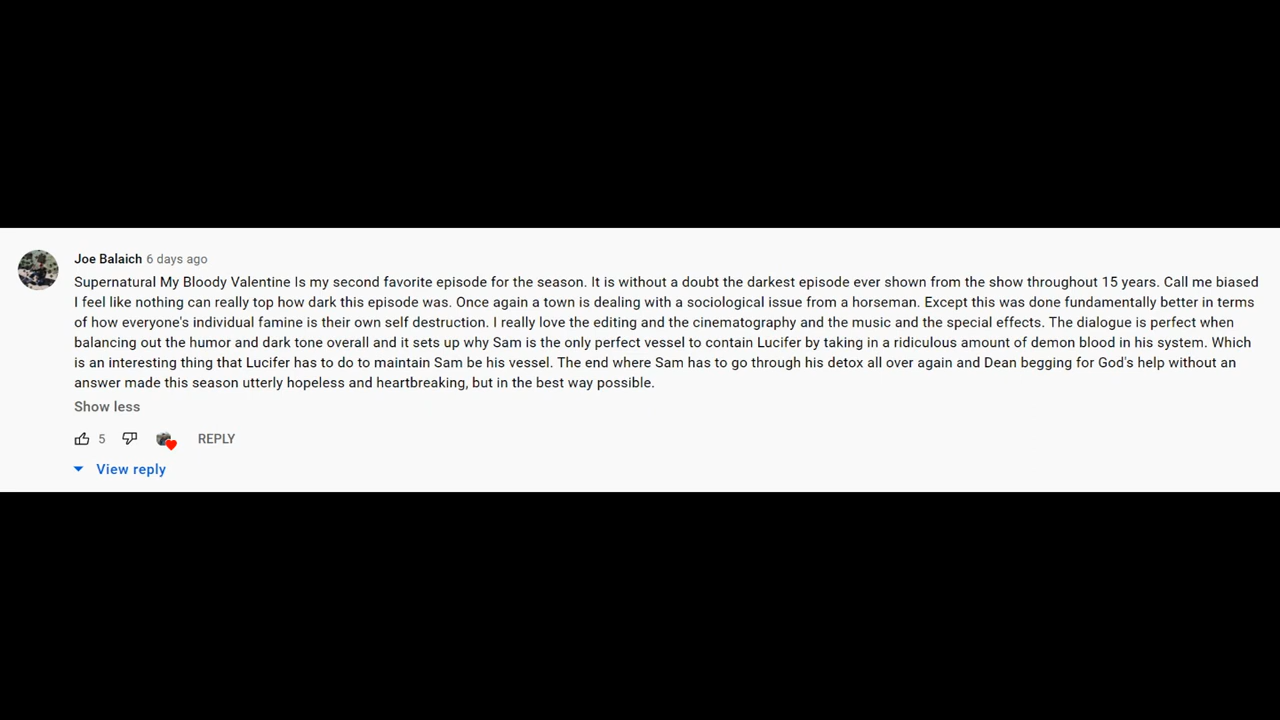 Joe Balaich 6 days ago
Supernatural My Bloody Valentine Is my second favorite episode for the season. It is without a doubt the darkest episode ever shown from the show throughout 15 years. Call me biased
I feel like nothing can really top how dark this episode was. Once again a town is dealing with a sociological issue from a horseman. Except this was done fundamentally better in terms
of how everyone's individual famine is their own self destruction. I really love the editing and the cinematography and the music and the special effects. The dialogue is perfect when
balancing out the humor and dark tone overall and it sets up why Sam is the only perfect vessel to contain Lucifer by taking in a ridiculous amount of demon blood in his system. Which
is an interesting thing that Lucifer has to do to maintain Sam be his vessel. The end where Sam has to go through his detox all over again and Dean begging for God's help without an
answer made this season utterly hopeless and heartbreaking, but in the best way possible.
Show less
5 REPLY
View reply